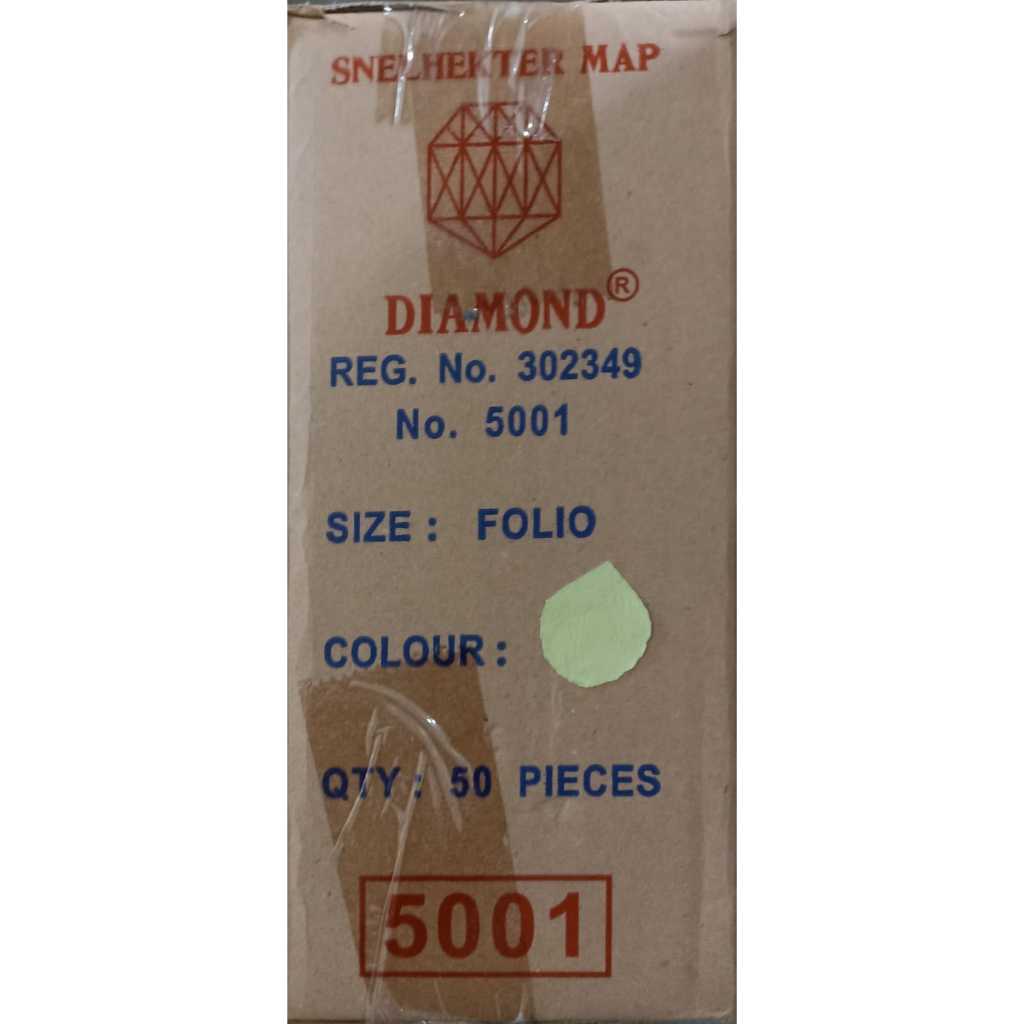 SNELHEKTER MAP
DIAMOND®
REG. No. 302349
No. 5001
SIZE : FOLIO
COLOUR :
QTY : 50 PIECES
5001